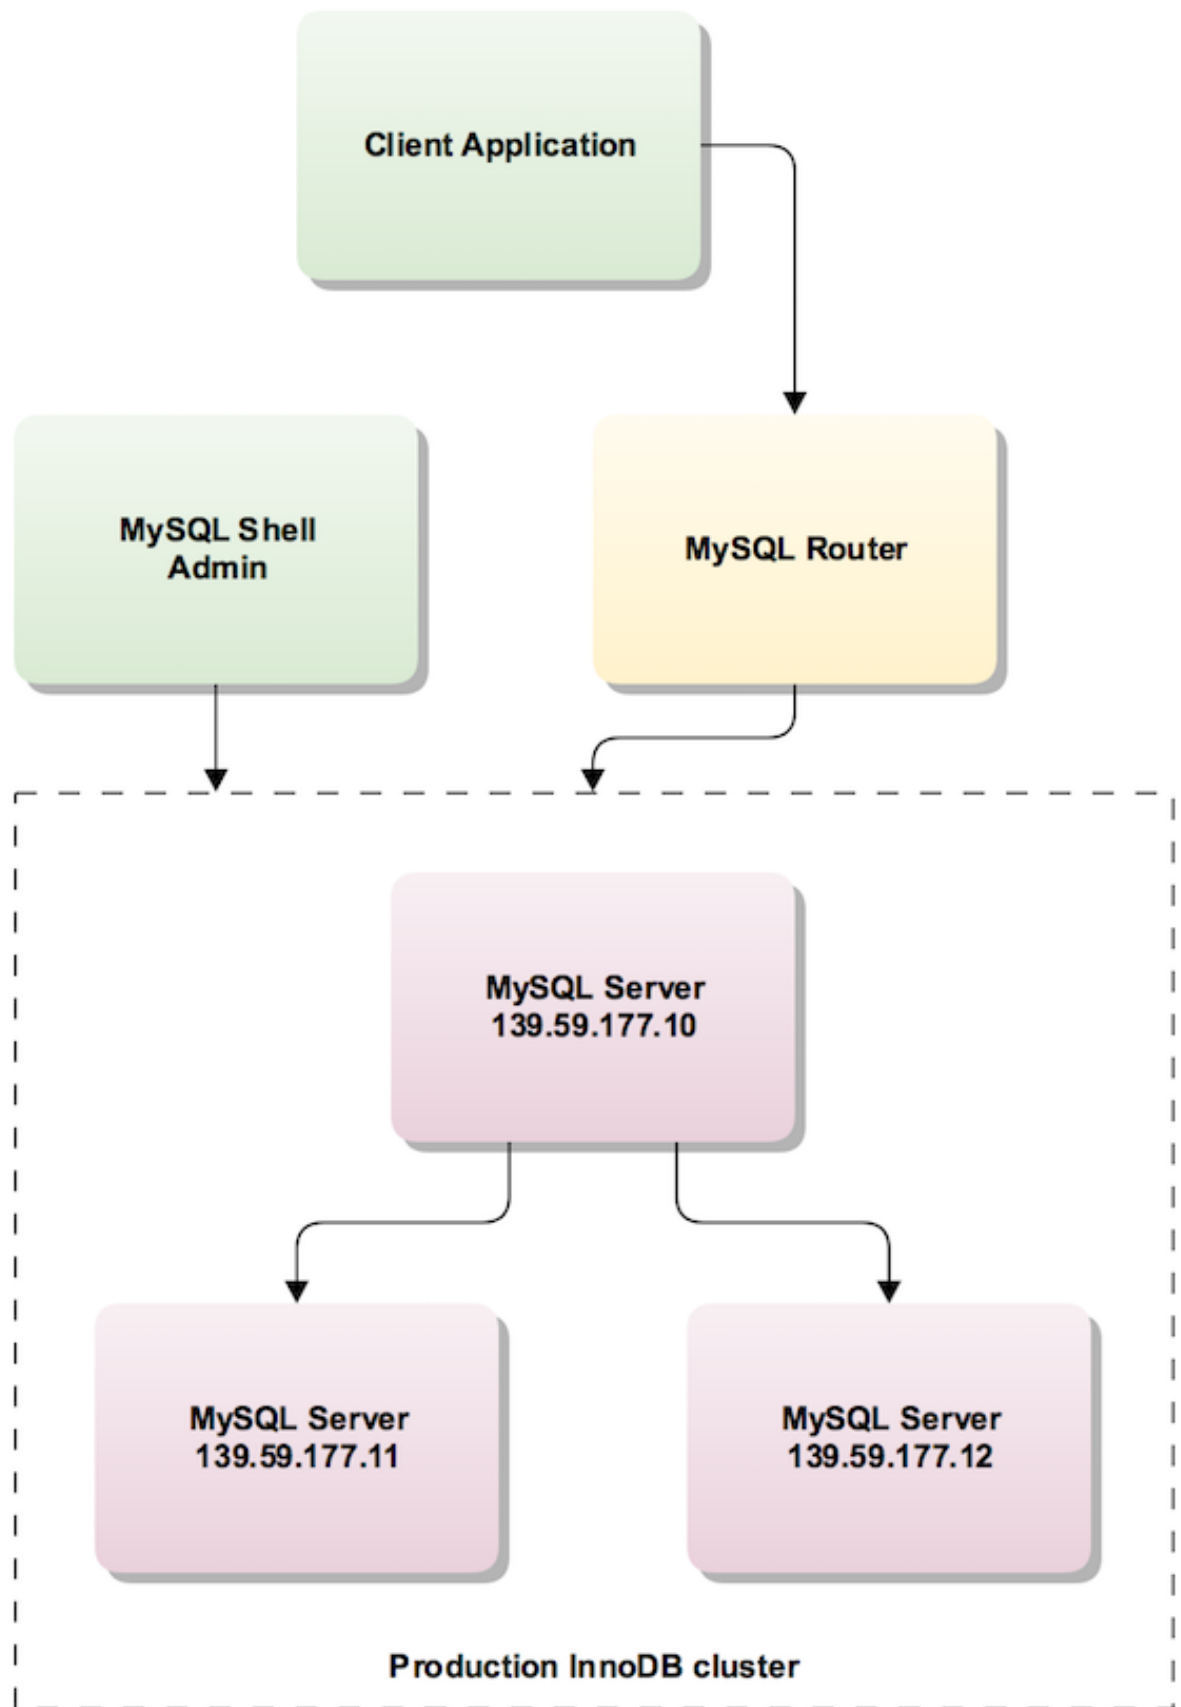 Client Application
MySQL Shell
Admin
MySQL Router
MySQL Server
139.59.177.10
MySQL Server
139.59.177.11
MySQL Server
139.59.177.12
Production InnoDB cluster